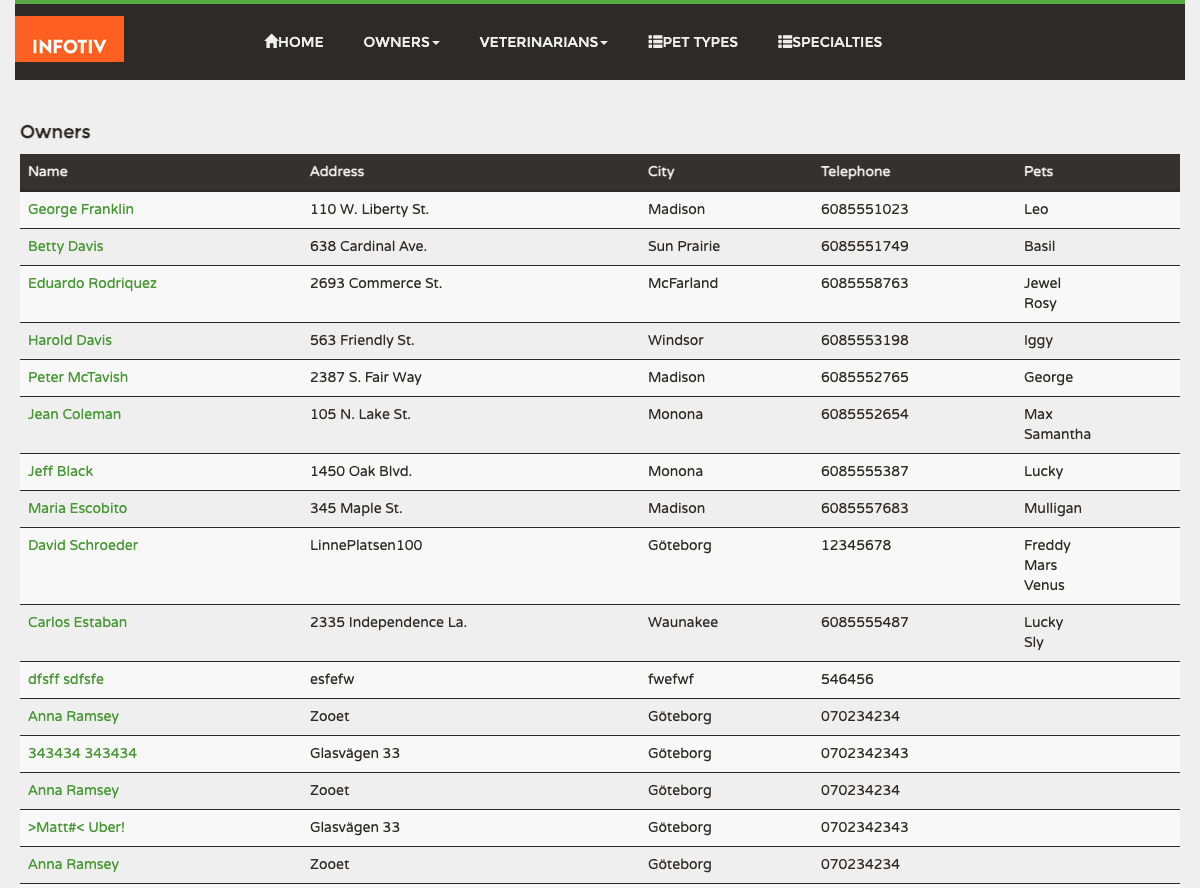 INFOTIV HOME OWNERS VETERINARIANS PET TYPES SPECIALTIES
Owners
Name Address City Telephone Pets
George Franklin 110 W. Liberty St. Madison 6085551023 Leo
Betty Davis 638 Cardinal Ave. Sun Prairie 6085551749 Basil
Eduardo Rodriquez 2693 Commerce St. McFarland 6085558763 Jewel
Rosy
Harold Davis 563 Friendly St. Windsor 6085553198 Iggy
Peter McTavish 2387 S. Fair Way Madison 6085552765 George
Jean Coleman 105 N. Lake St. Monona 6085552654 Max
Samantha
Jeff Black 1450 Oak Blvd. Monona 6085555387 Lucky
Maria Escobito 345 Maple St. Madison 6085557683 Mulligan
David Schroeder LinnePlatsen100 Göteborg 12345678 Freddy
Mars
Venus
Carlos Estaban 2335 Independence La. Waunakee 6085555487 Lucky
Sly
dfsff sdfsfe esfefw fwefwf 546456
Anna Ramsey Zooet Göteborg 070234234
343434 343434 Glasvägen 33 Göteborg 0702342343
Anna Ramsey Zooet Göteborg 070234234
>Matt#< Uber! Glasvägen 33 Göteborg 0702342343
Anna Ramsey Zooet Göteborg 070234234